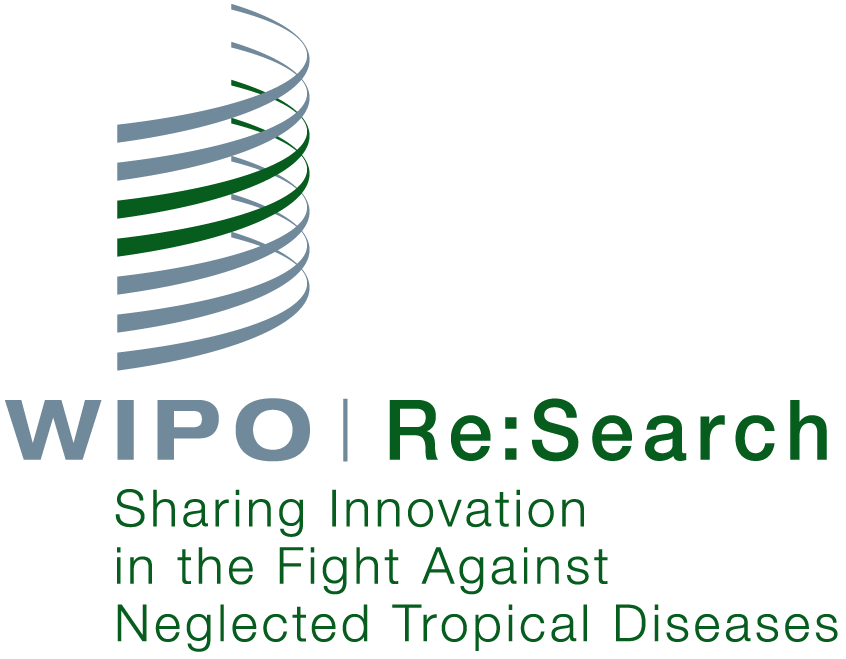 WIPO | Re:Search
Sharing Innovation
in the Fight Against
Neglected Tropical Diseases